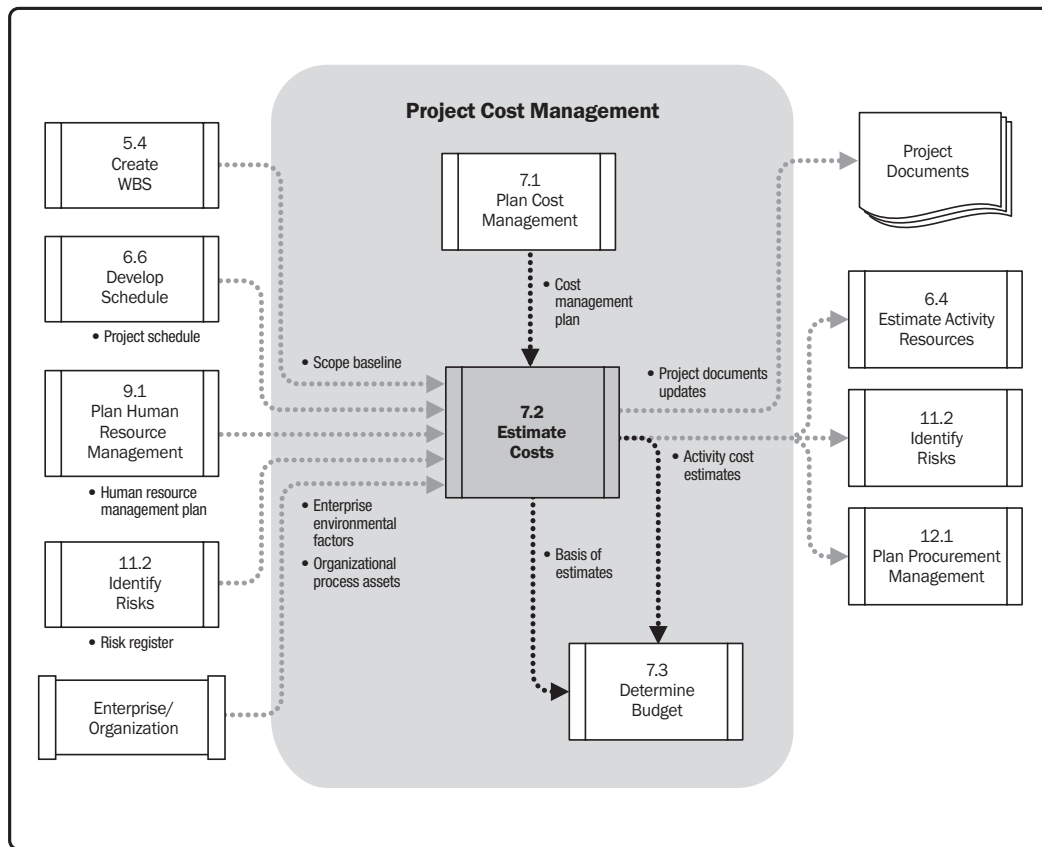 Project Cost Management
5.4
Create
WBS
6.6
Develop
Schedule
• Project schedule
9.1
Plan Human
Resource
Management
• Human resource
management plan
11.2
Identify
Risks
• Risk register
Enterprise/
Organization
7.1
Plan Cost
Management
• Cost
management
plan
• Scope baseline
7.2
Estimate
Costs
• Enterprise
environmental
factors
• Organizational
process assets
• Project documents
updates
• Activity cost
estimates
• Basis of
estimates
7.3
Determine
Budget
Project
Documents
6.4
Estimate Activity
Resources
11.2
Identify
Risks
12.1
Plan Procurement
Management